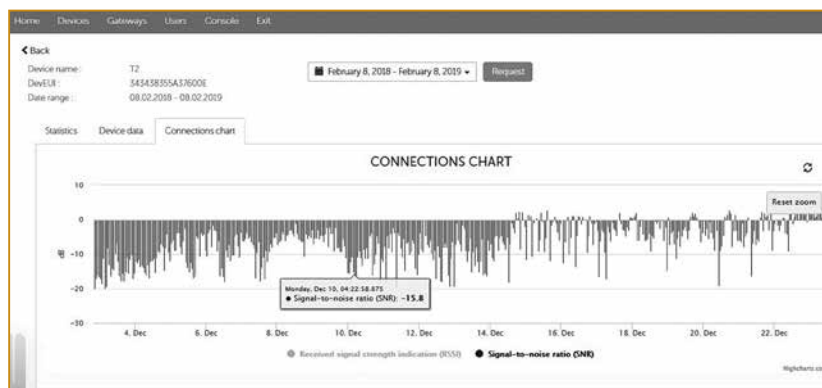 Home Devices Gateways Users Console Exit
Back
Device name : T2
DevEUI : 343438355A37600E
Date range : 08.02.2018 - 08.02.2019
February 8, 2018 - February 8, 2019
Request
Statistics Device data Connections chart
CONNECTIONS CHART
Reset zoom
10
0
-10
-20
-30
dB
Monday, Dec 10, 04:22:58.875
Signal-to-noise ratio (SNR): -15.8
4. Dec 6. Dec 8. Dec 10. Dec 12. Dec 14. Dec 16. Dec 18. Dec 20. Dec 22. Dec
Received signal strength indication (RSSI) Signal-to-noise ratio (SNR)
Highcharts.co